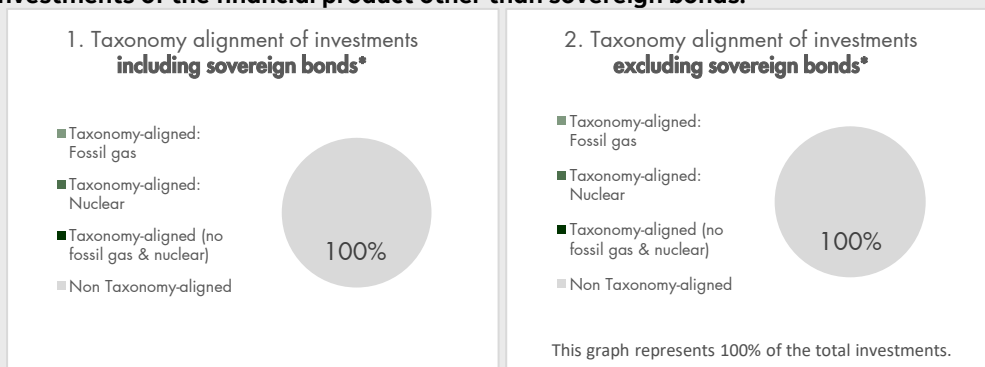 investments of the financial product other than sovereign bonds.
1. Taxonomy alignment of investments
including sovereign bonds*
Taxonomy-aligned:
Fossil gas
Taxonomy-aligned:
Nuclear
Taxonomy-aligned (no
fossil gas & nuclear)
Non Taxonomy-aligned
100%
2. Taxonomy alignment of investments
excluding sovereign bonds*
Taxonomy-aligned:
Fossil gas
Taxonomy-aligned:
Nuclear
Taxonomy-aligned (no
fossil gas & nuclear)
Non Taxonomy-aligned
100%
This graph represents 100% of the total investments.